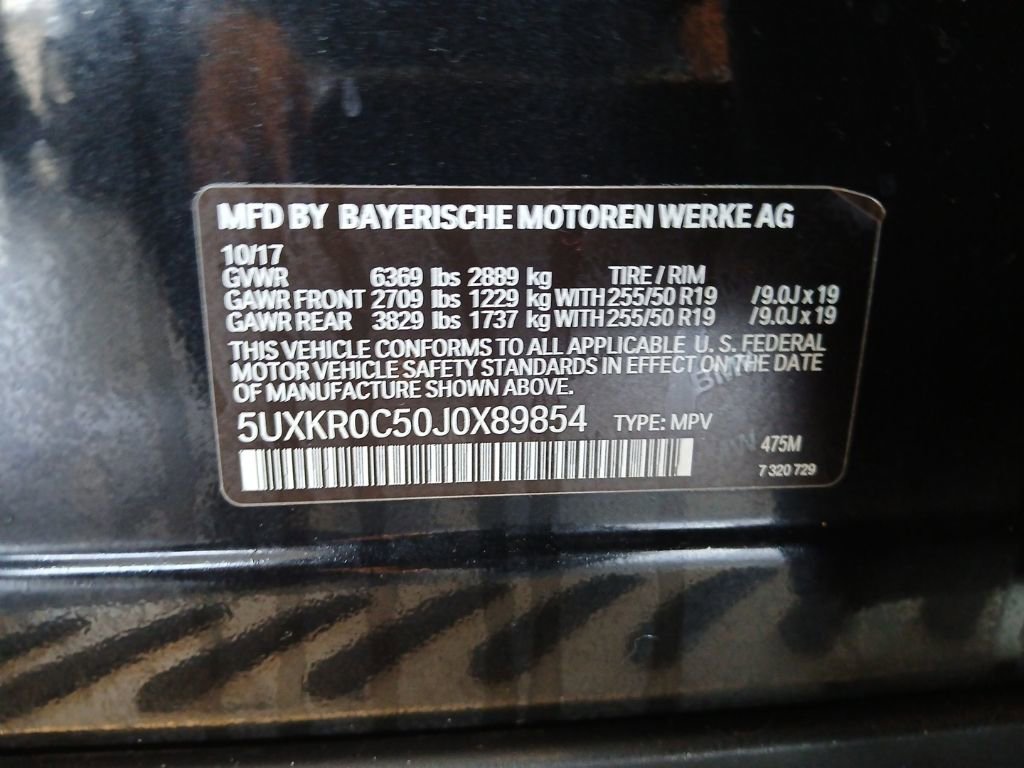 MFD BY BAYERISCHE MOTOREN WERKE AG
10/17
GVWR 6369 lbs 2889 kg TIRE / RIM
GAWR FRONT 2709 lbs 1229 kg WITH 255/50 R19 /9.0J x 19
GAWR REAR 3829 lbs 1737 kg WITH 255/50 R19 /9.0J x 19
THIS VEHICLE CONFORMS TO ALL APPLICABLE U.S. FEDERAL
MOTOR VEHICLE SAFETY STANDARDS IN EFFECT ON THE DATE
OF MANUFACTURE SHOWN ABOVE.
5UXKR0C50J0X89854 TYPE: MPV
475M
7 320 729